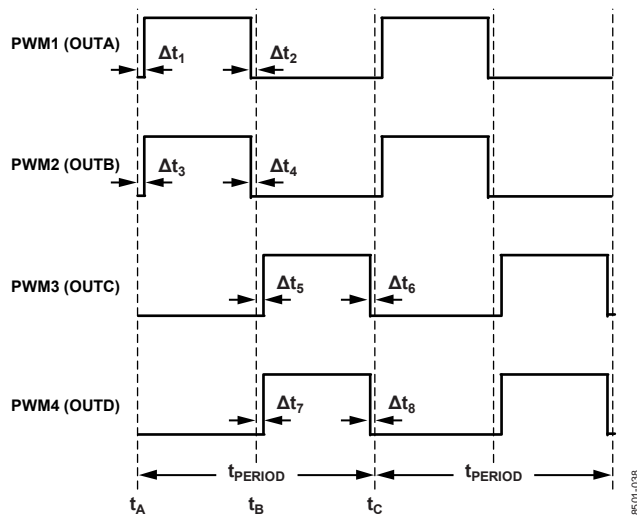 PWM1 (OUTA)
Δt1 Δt2
PWM2 (OUTB)
Δt3 Δt4
PWM3 (OUTC)
Δt5 Δt6
PWM4 (OUTD)
Δt7 Δt8
tPERIOD tPERIOD
tA tB tC